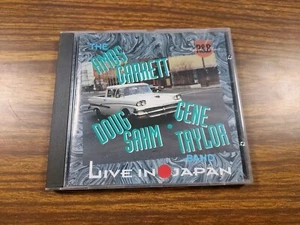 THE
AMOS
GARRETT
DOUG
SAHM
GENE
TAYLOR
BAND
LIVE IN JAPAN